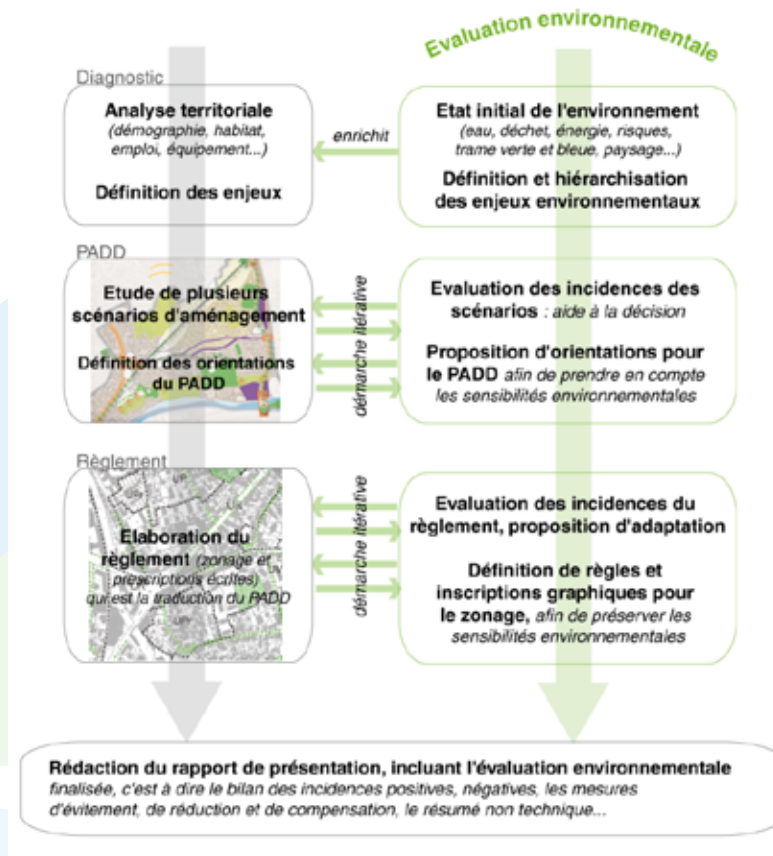 Evaluation environnementale
Diagnostic
Analyse territoriale
(démographie, habitat,
emploi, équipement...)
Définition des enjeux
enrichit
Etat initial de l'environnement
(eau, déchet, énergie, risques,
trame verte et bleue, paysage...)
Définition et hiérarchisation
des enjeux environnementaux
PADD
Etude de plusieurs
scénarios d'aménagement
Définition des orientations
du PADD
démarche itérative
Evaluation des incidences des
scénarios : aide à la décision
Proposition d'orientations pour
le PADD afin de prendre en compte
les sensibilités environnementales
Règlement
Elaboration du
règlement (zonage et
prescriptions écrites)
qui est la traduction du PADD
démarche itérative
Evaluation des incidences du
règlement, proposition d'adaptation
Définition de règles et
inscriptions graphiques pour
le zonage, afin de préserver les
sensibilités environnementales
Rédaction du rapport de présentation, incluant l'évaluation environnementale
finalisée, c'est à dire le bilan des incidences positives, négatives, les mesures
d'évitement, de réduction et de compensation, le résumé non technique...